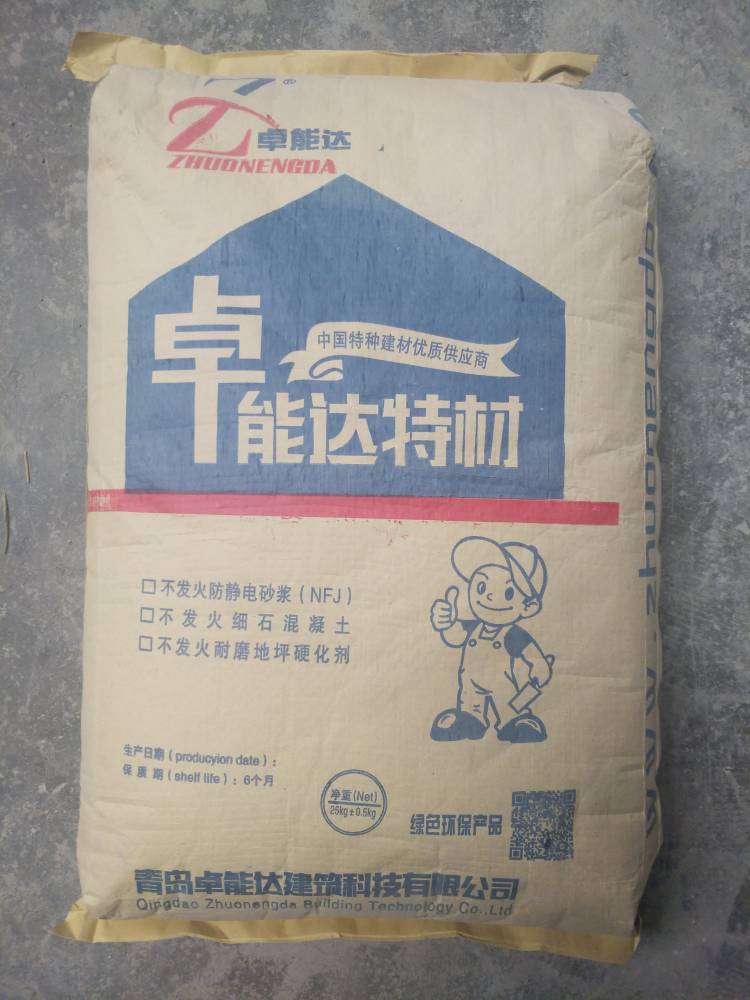 卓能达
ZHUONENGDA
中国特种建材优质供应商
卓能达特材
□不发火防静电砂浆(NFJ)
□不发火细石混凝土
□不发火耐磨地坪硬化剂
生产日期(producyion date):
保质期(shelf life):6个月
净重(Net)
25kg±0.5kg
绿色环保产品
青岛卓能达建筑科技有限公司
Qingdao Zhuonengda Building Technology Co.,Ltd